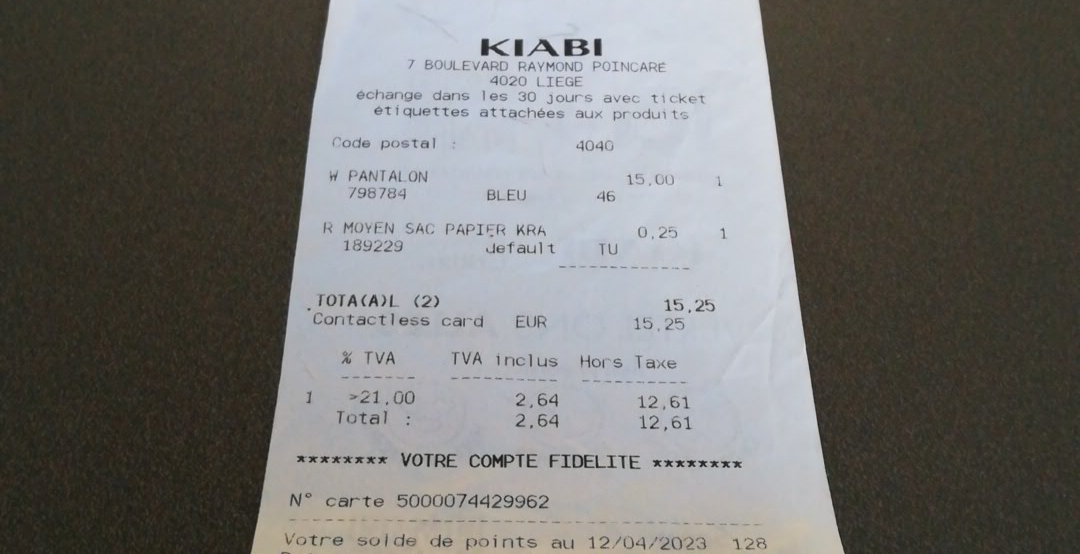 KIABI
7 BOULEVARD RAYMOND POINCARE
4020 LIEGE
échange dans les 30 jours avec ticket
étiquettes attachées aux produits
Code postal : 4040
W PANTALON 15,00 1
798784 BLEU 46
R MOYEN SAC PAPIER KRA 0,25 1
189229 default TU
TOTA(A)L (2) 15,25
Contactless card EUR 15,25
% TVA TVA inclus Hors Taxe
1 >21,00 2,64 12,61
Total : 2,64 12,61
******** VOTRE COMPTE FIDELITE ********
N° carte 5000074429962
Votre solde de points au 12/04/2023 128